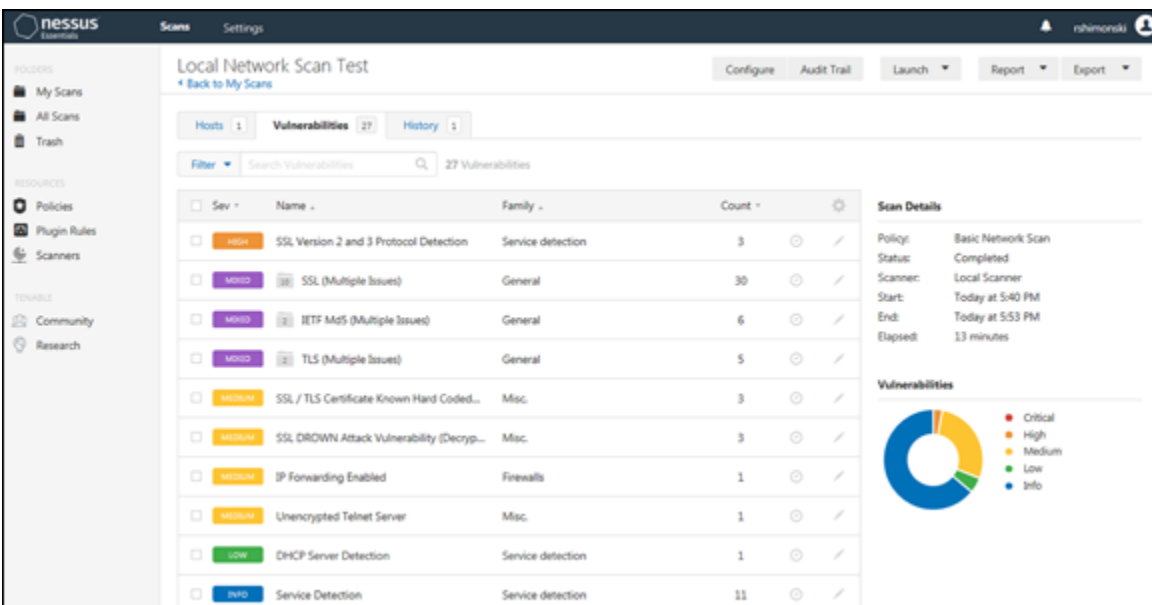 nessus
Essentials
Scans
Settings
rshimonski
FOLDERS
My Scans
All Scans
Trash
RESOURCES
Policies
Plugin Rules
Scanners
TENABLE
Community
Research
Local Network Scan Test
Back to My Scans
Configure
Audit Trail
Launch
Report
Export
Hosts 1
Vulnerabilities 27
History 1
Filter
Search Vulnerabilities
27 Vulnerabilities
Sev Name Family Count
HIGH SSL Version 2 and 3 Protocol Detection Service detection 3
MIXED SSL (Multiple Issues) General 30
MIXED 2 IETF Md5 (Multiple Issues) General 6
MIXED 2 TLS (Multiple Issues) General 5
MEDIUM SSL / TLS Certificate Known Hard Coded... Misc. 3
MEDIUM SSL DROWN Attack Vulnerability (Decryp... Misc. 3
MEDIUM IP Forwarding Enabled Firewalls 1
MEDIUM Unencrypted Telnet Server Misc. 1
LOW DHCP Server Detection Service detection 1
INFO Service Detection Service detection 11
Scan Details
Policy: Basic Network Scan
Status: Completed
Scanner: Local Scanner
Start: Today at 5:40 PM
End: Today at 5:53 PM
Elapsed: 13 minutes
Vulnerabilities
Critical
High
Medium
Low
Info